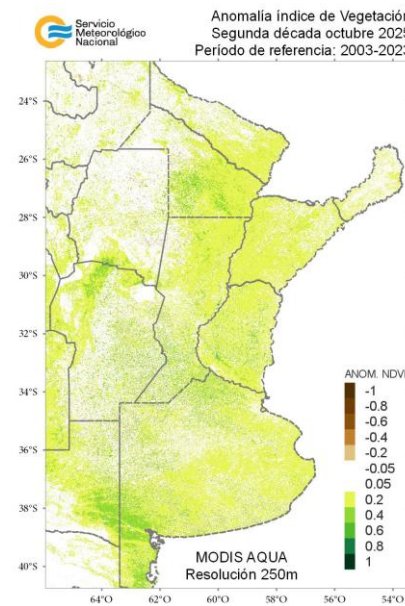 Servicio
Meteorológico
Nacional
Anomalía índice de Vegetación
Segunda década octubre 2025
Período de referencia: 2003-2023
24°S
26°S
28°S
30°S
32°S
34°S
36°S
38°S
40°S
ANOM. NDVI
-1
-0.8
-0.6
-0.4
-0.2
-0.05
0.05
0.2
0.4
0.6
0.8
1
MODIS AQUA
Resolución 250m
64°O
62°O
60°O
58°O
56°O
54°O